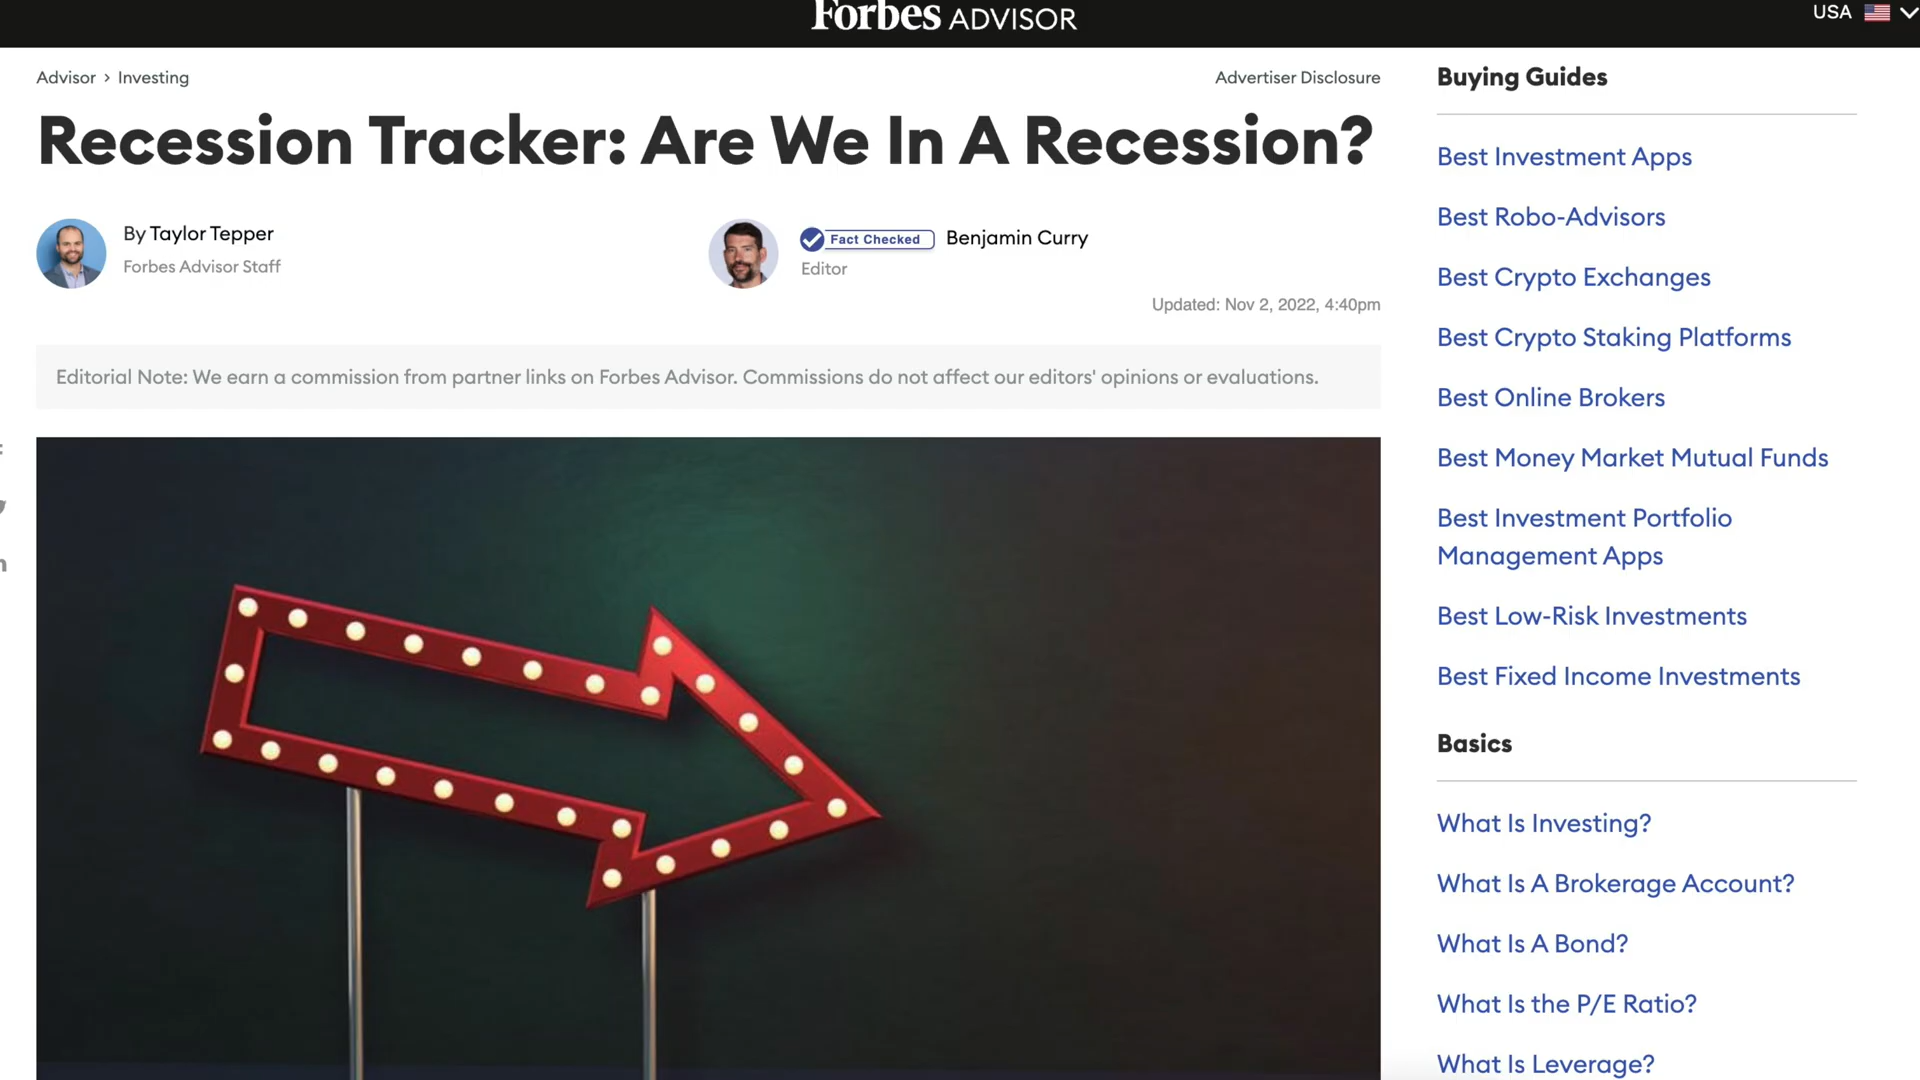 Forbes ADVISOR
USA
Advisor > Investing
Advertiser Disclosure
Recession Tracker: Are We In A Recession?
By Taylor Tepper
Forbes Advisor Staff
Fact Checked Benjamin Curry
Editor
Updated: Nov 2, 2022, 4:40pm
Editorial Note: We earn a commission from partner links on Forbes Advisor. Commissions do not affect our editors' opinions or evaluations.
Buying Guides
Best Investment Apps
Best Robo-Advisors
Best Crypto Exchanges
Best Crypto Staking Platforms
Best Online Brokers
Best Money Market Mutual Funds
Best Investment Portfolio
Management Apps
Best Low-Risk Investments
Best Fixed Income Investments
Basics
What Is Investing?
What Is A Brokerage Account?
What Is A Bond?
What Is the P/E Ratio?
What Is Leverage?